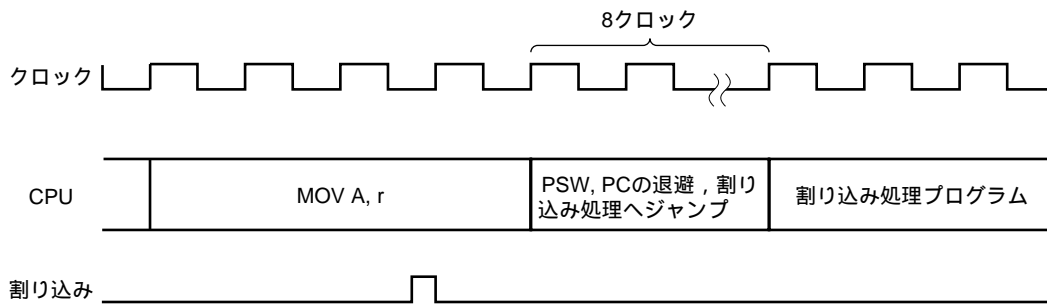 8クロック
クロック
CPU
MOV A, r
PSW, PCの退避，割り
込み処理へジャンプ
割り込み処理プログラム
割り込み